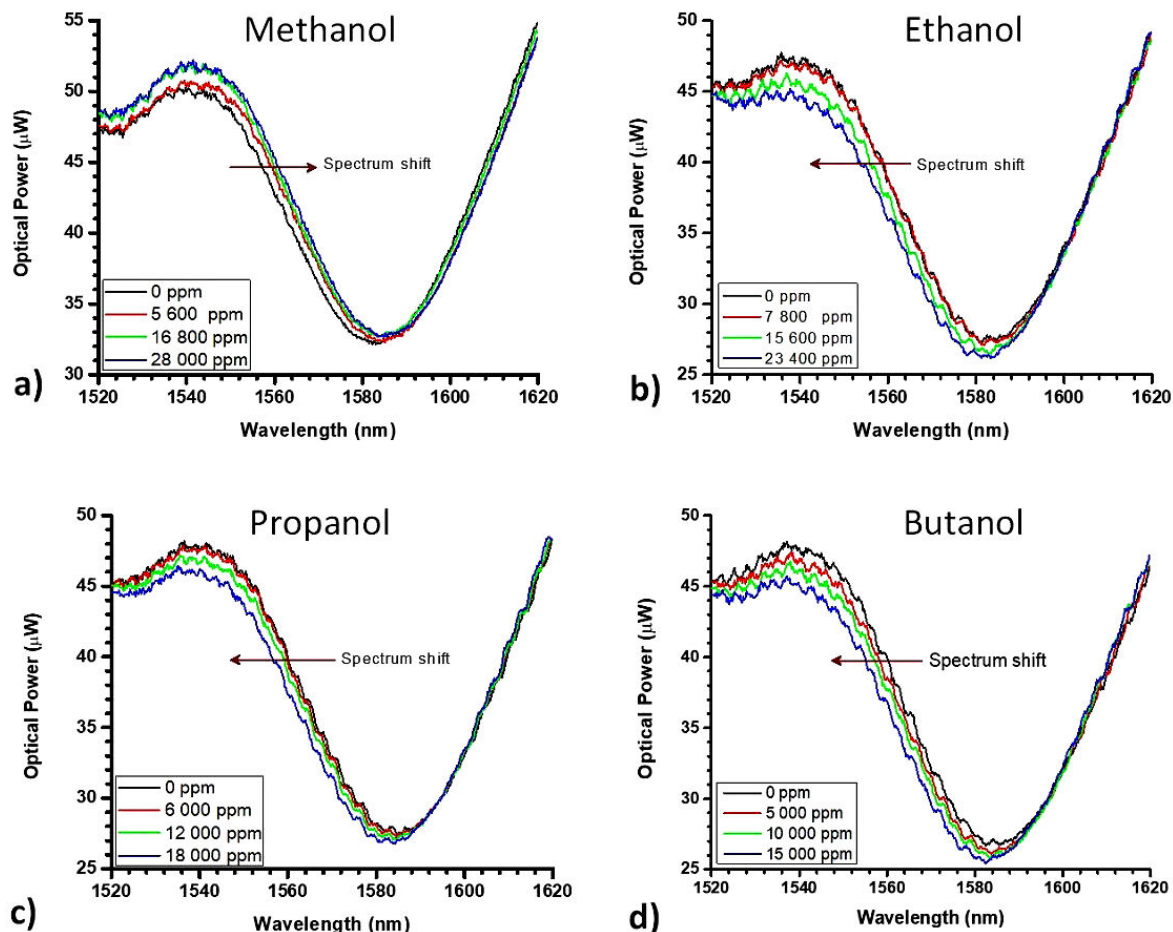 Methanol
55
50
45
40
35
30
Optical Power (μW)
Spectrum shift
0 ppm
5 600 ppm
16 800 ppm
28 000 ppm
1520 1540 1560 1580 1600 1620
Wavelength (nm)
a)
Ethanol
50
45
40
35
30
25
Optical Power (μW)
Spectrum shift
0 ppm
7 800 ppm
15 600 ppm
23 400 ppm
1520 1540 1560 1580 1600 1620
Wavelength (nm)
b)
Propanol
50
45
40
35
30
25
Optical Power (μW)
Spectrum shift
0 ppm
6 000 ppm
12 000 ppm
18 000 ppm
1520 1540 1560 1580 1600 1620
Wavelength (nm)
c)
Butanol
50
45
40
35
30
25
Optical Power (μW)
Spectrum shift
0 ppm
5 000 ppm
10 000 ppm
15 000 ppm
1520 1540 1560 1580 1600 1620
Wavelength (nm)
d)